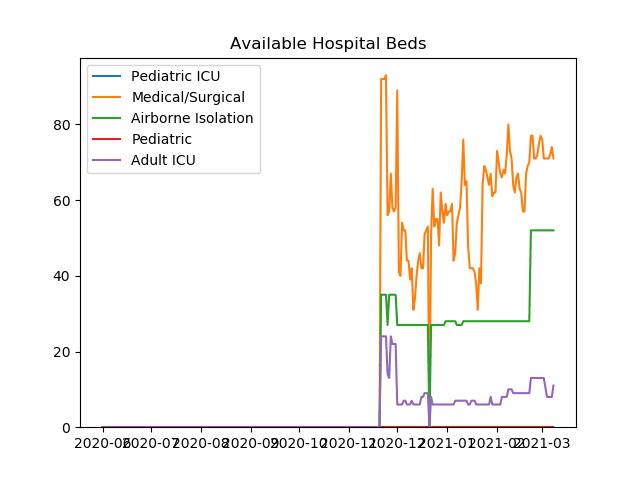 Available Hospital Beds
Pediatric ICU
Medical/Surgical
Airborne Isolation
Pediatric
Adult ICU
80
60
40
20
0
2020-06 2020-07 2020-08 2020-09 2020-10 2020-11 2020-12 2021-01 2021-02 2021-03